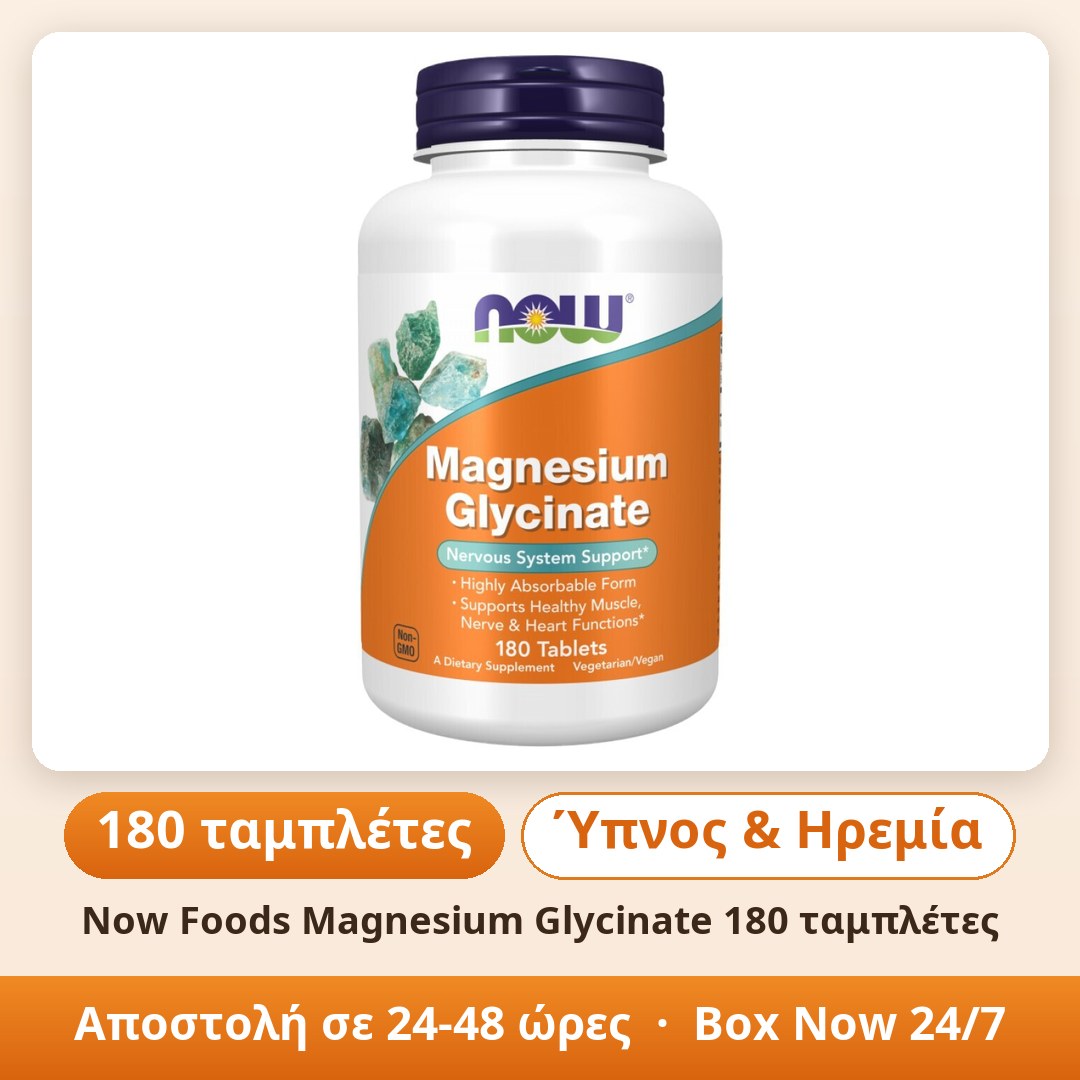 now®
Magnesium
Glycinate
Nervous System Support*
• Highly Absorbable Form
• Supports Healthy Muscle,
Nerve & Heart Functions*
Non-
GMO
180 Tablets
A Dietary Supplement Vegetarian/Vegan
180 ταμπλέτες
Ύπνος & Ηρεμία
Now Foods Magnesium Glycinate 180 ταμπλέτες
Αποστολή σε 24-48 ώρες · Box Now 24/7